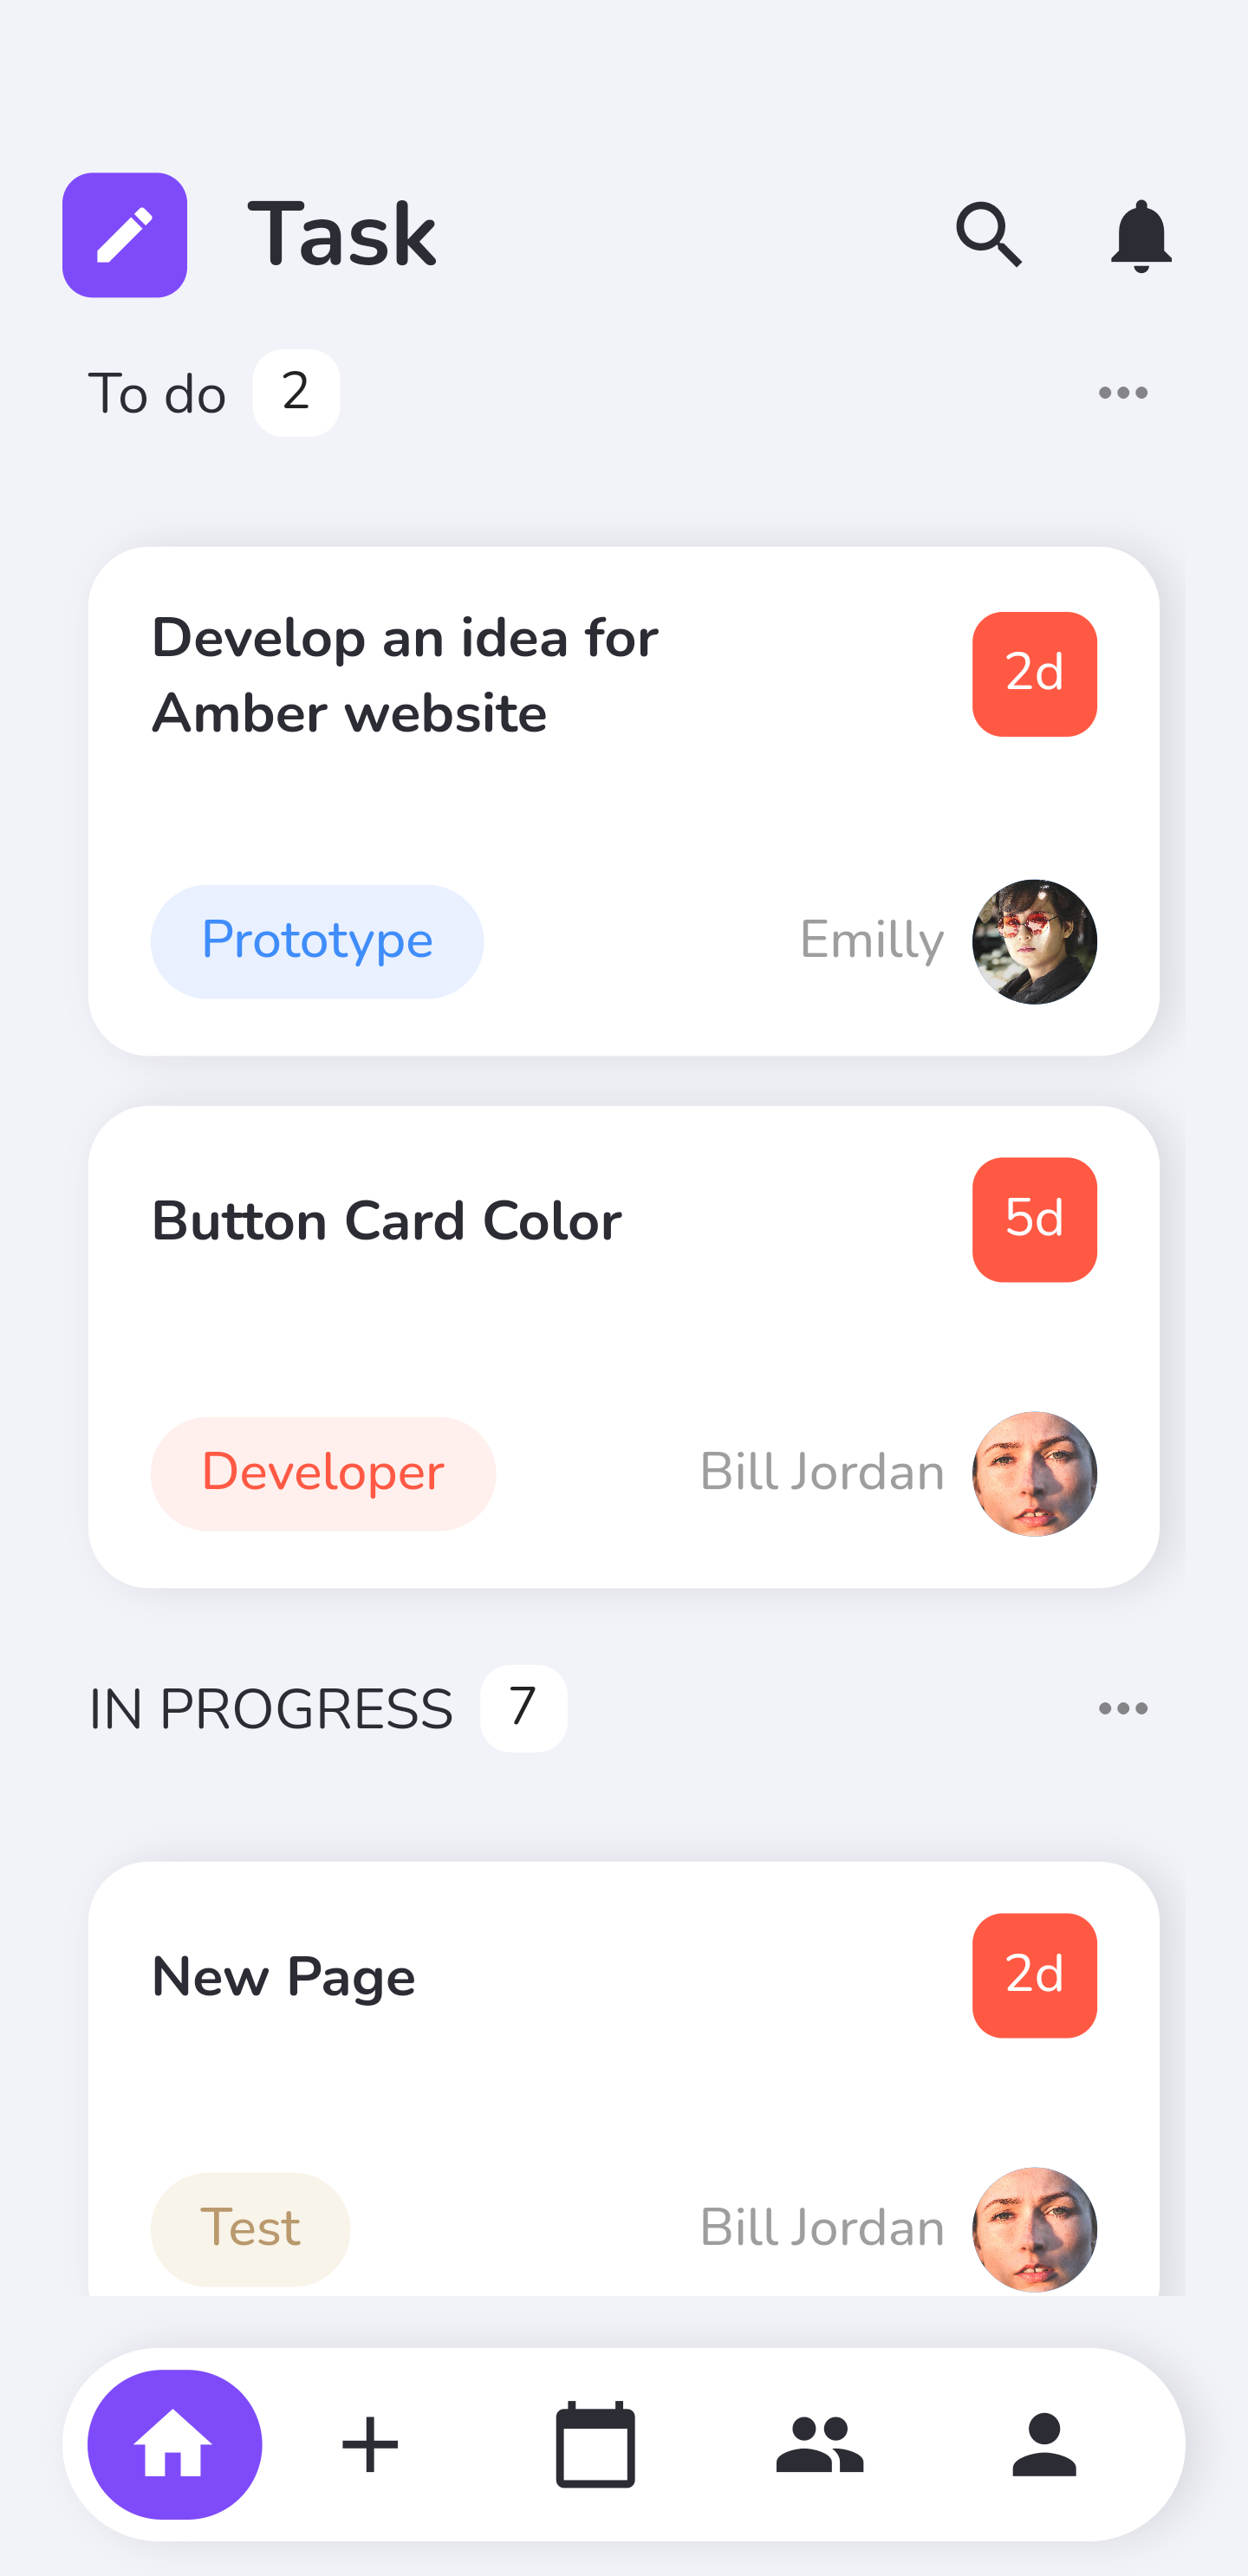 Task
To do 2
Develop an idea for
Amber website
2d
Prototype
Emilly
Button Card Color
5d
Developer
Bill Jordan
IN PROGRESS 7
New Page
2d
Test
Bill Jordan